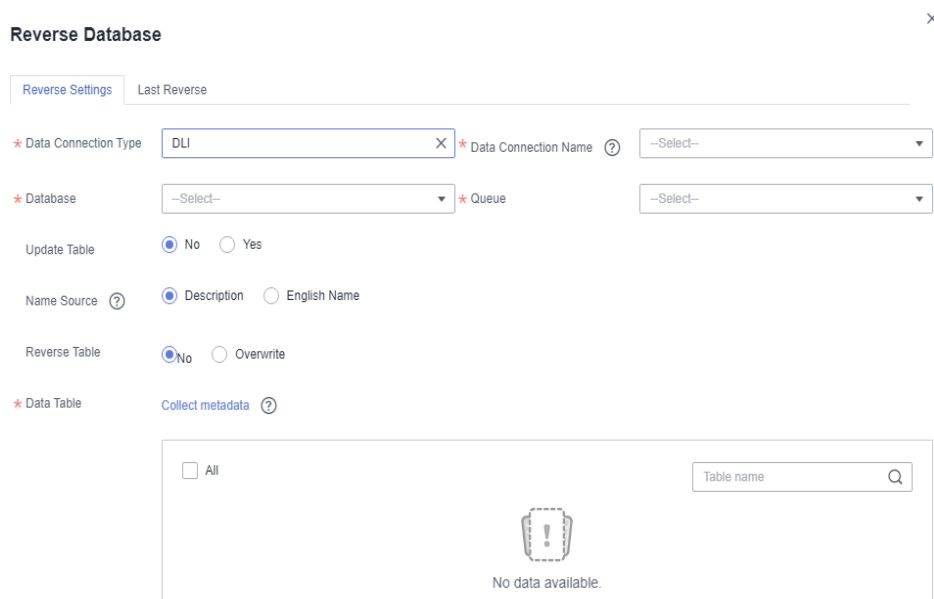 Reverse Database
Reverse Settings Last Reverse
* Data Connection Type DLI * Data Connection Name ? --Select--
* Database --Select-- * Queue --Select--
Update Table No Yes
Name Source ? Description English Name
Reverse Table No Overwrite
* Data Table Collect metadata ?
All Table name
No data available.